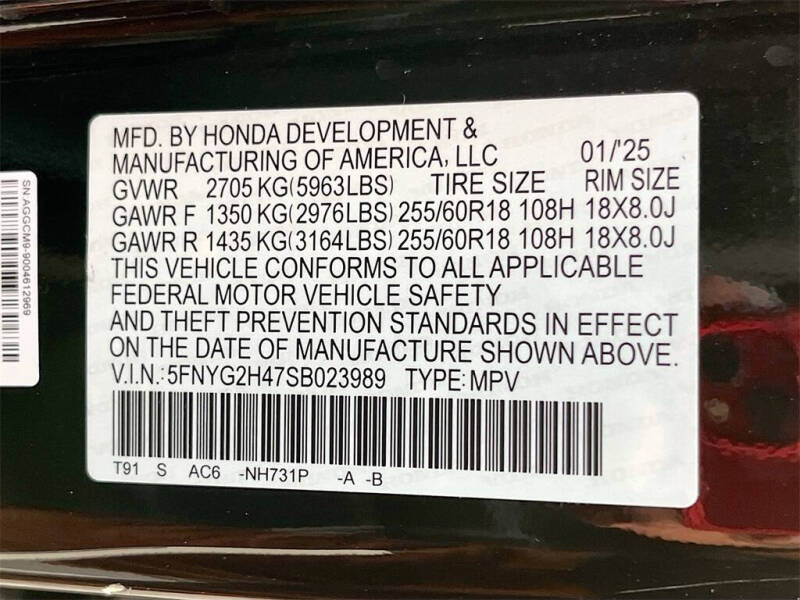 MFD. BY HONDA DEVELOPMENT &
MANUFACTURING OF AMERICA, LLC 01/'25
GVWR 2705 KG(5963LBS) TIRE SIZE RIM SIZE
GAWR F 1350 KG(2976LBS) 255/60R18 108H 18X8.0J
GAWR R 1435 KG(3164LBS) 255/60R18 108H 18X8.0J
THIS VEHICLE CONFORMS TO ALL APPLICABLE
FEDERAL MOTOR VEHICLE SAFETY
AND THEFT PREVENTION STANDARDS IN EFFECT
ON THE DATE OF MANUFACTURE SHOWN ABOVE.
V.I.N.: 5FNYG2H47SB023989 TYPE: MPV
T91 S AC6 -NH731P -A -B
SN AGGCM9-9004612969